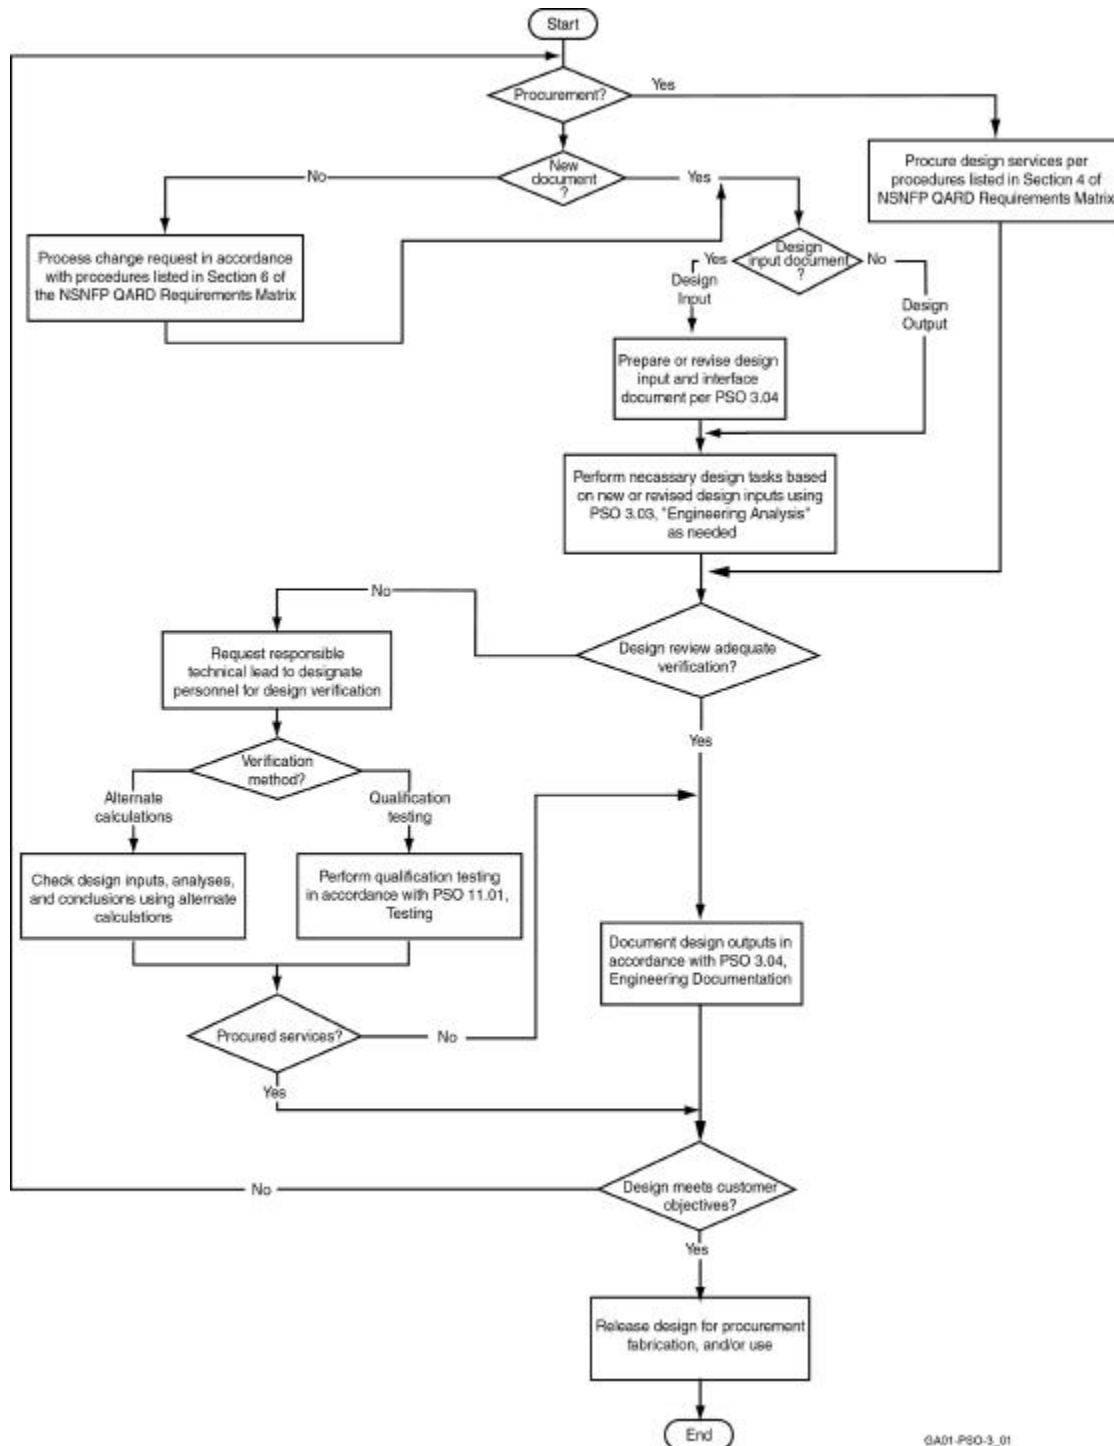 Start
Procurement?
Yes
Procure design services per
procedures listed in Section 4 of
NSNFP QARD Requirements Matrix
New
document
?
No
Yes
Process change request in accordance
with procedures listed in Section 6 of
the NSNFP QARD Requirements Matrix
Design
input document
?
Yes
Design
Input
No
Design
Output
Prepare or revise design
input and interface
document per PSO 3.04
Perform necassary design tasks based
on new or revised design inputs using
PSO 3.03, "Engineering Analysis"
as needed
Design review adequate
verification?
No
Yes
Request responsible
technical lead to designate
personnel for design verification
Verification
method?
Alternate
calculations
Qualification
testing
Check design inputs, analyses,
and conclusions using alternate
calculations
Perform qualification testing
in accordance with PSO 11.01,
Testing
Document design outputs in
accordance with PSO 3.04,
Engineering Documentation
Procured services?
No
Yes
Design meets customer
objectives?
No
Yes
Release design for procurement
fabrication, and/or use
End
GA01-PSO-3_01